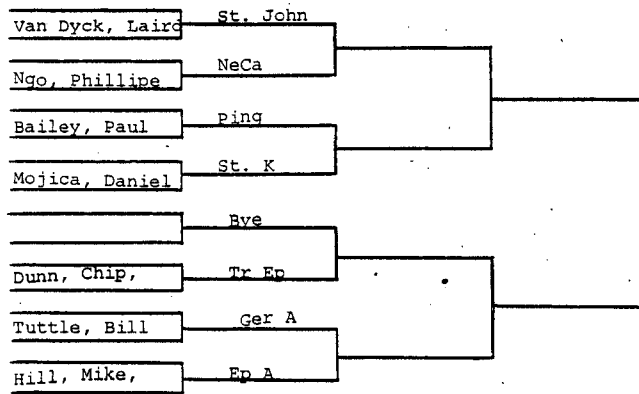 Van Dyck, Laird St. John
Ngo, Phillipe NeCa
Bailey, Paul Ping
Mojica, Daniel St. K
Bye
Dunn, Chip, Tr Ep
Tuttle, Bill Ger A
Hill, Mike, Ep A